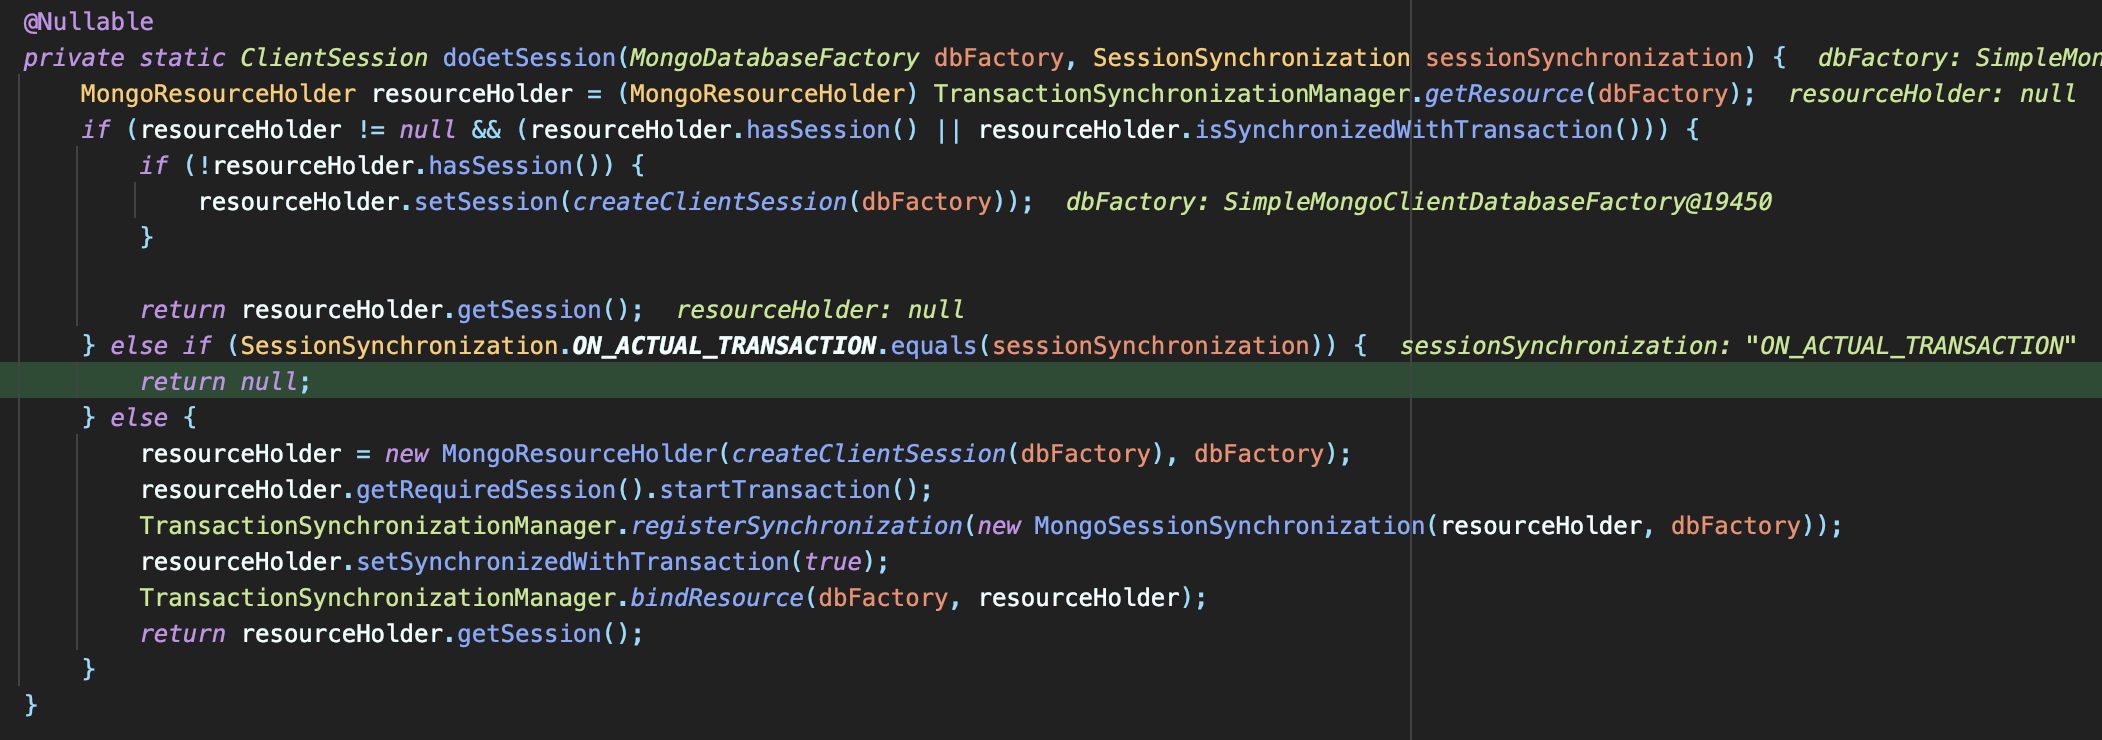 @Nullable
private static ClientSession doGetSession(MongoDatabaseFactory dbFactory, SessionSynchronization sessionSynchronization) {  dbFactory: SimpleMon
    MongoResourceHolder resourceHolder = (MongoResourceHolder) TransactionSynchronizationManager.getResource(dbFactory);  resourceHolder: null
    if (resourceHolder != null && (resourceHolder.hasSession() || resourceHolder.isSynchronizedWithTransaction())) {
        if (!resourceHolder.hasSession()) {
            resourceHolder.setSession(createClientSession(dbFactory));  dbFactory: SimpleMongoClientDatabaseFactory@19450
        }
        return resourceHolder.getSession();  resourceHolder: null
    } else if (SessionSynchronization.ON_ACTUAL_TRANSACTION.equals(sessionSynchronization)) {  sessionSynchronization: "ON_ACTUAL_TRANSACTION"
        return null;
    } else {
        resourceHolder = new MongoResourceHolder(createClientSession(dbFactory), dbFactory);
        resourceHolder.getRequiredSession().startTransaction();
        TransactionSynchronizationManager.registerSynchronization(new MongoSessionSynchronization(resourceHolder, dbFactory));
        resourceHolder.setSynchronizedWithTransaction(true);
        TransactionSynchronizationManager.bindResource(dbFactory, resourceHolder);
        return resourceHolder.getSession();
    }
}